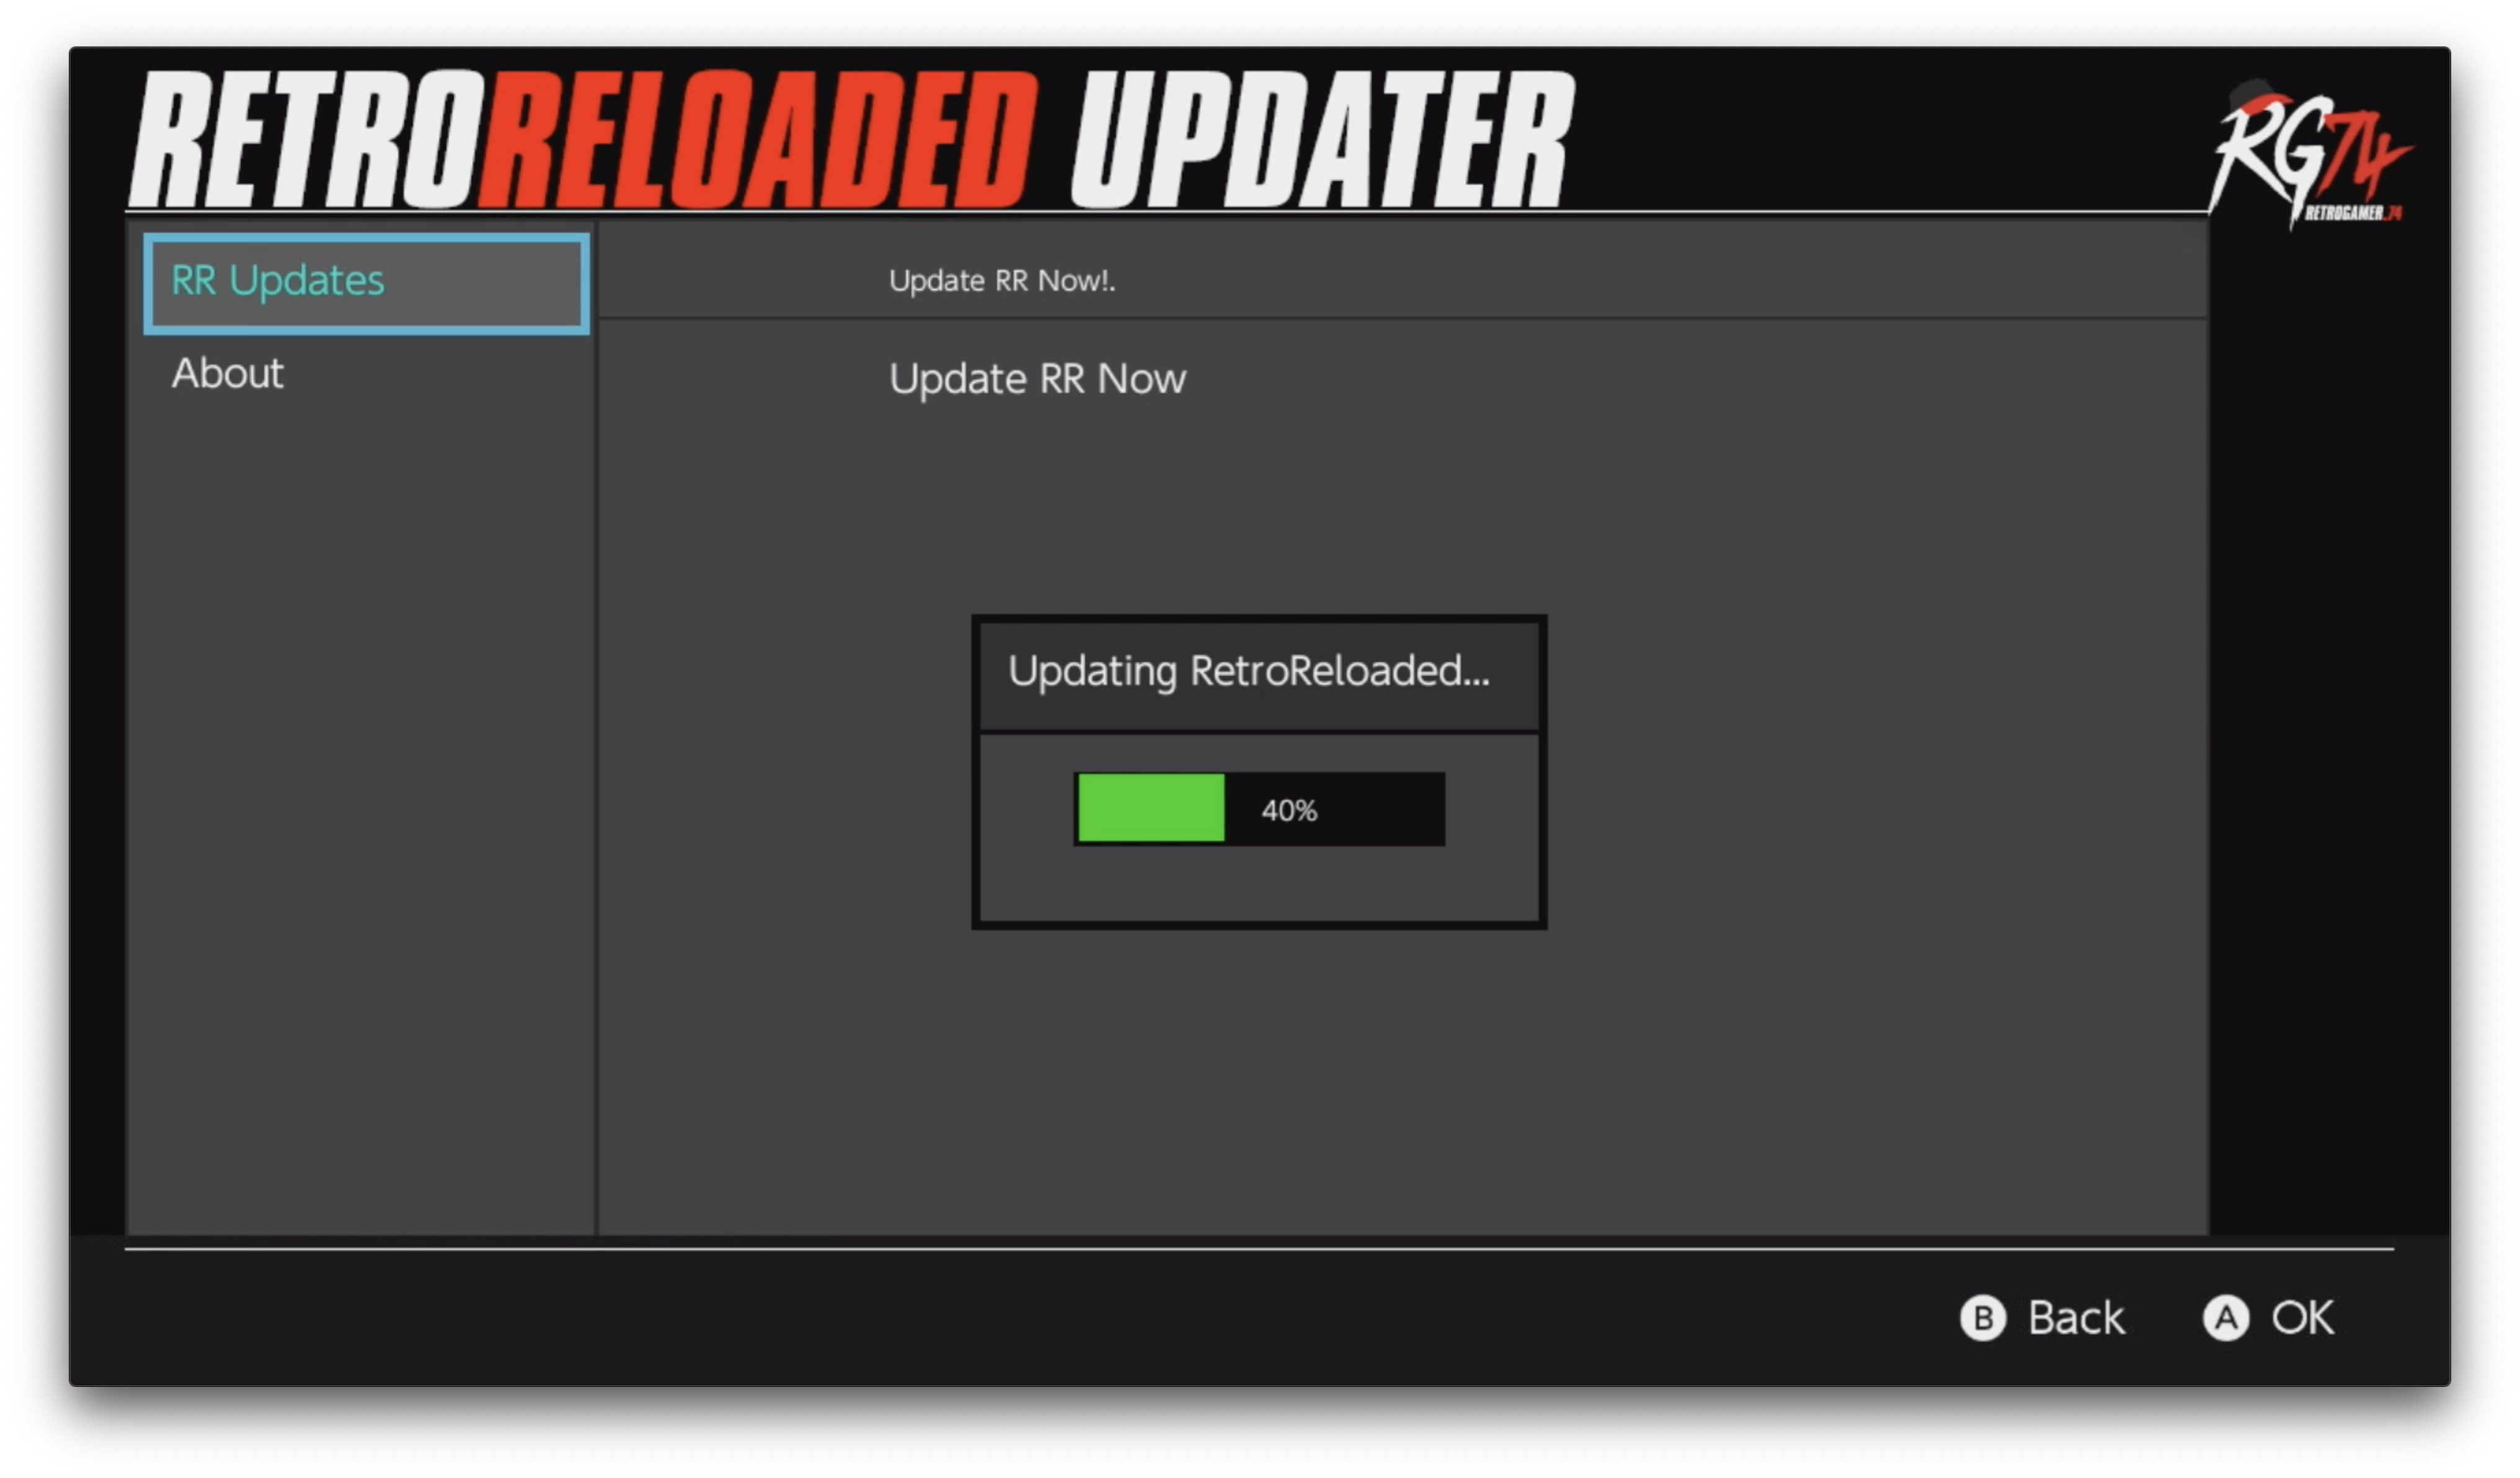 RETRORELOADED UPDATER
RG74
RETROGAMER_74
RR Updates
About
Update RR Now!.
Update RR Now
Updating RetroReloaded...
40%
B Back A OK